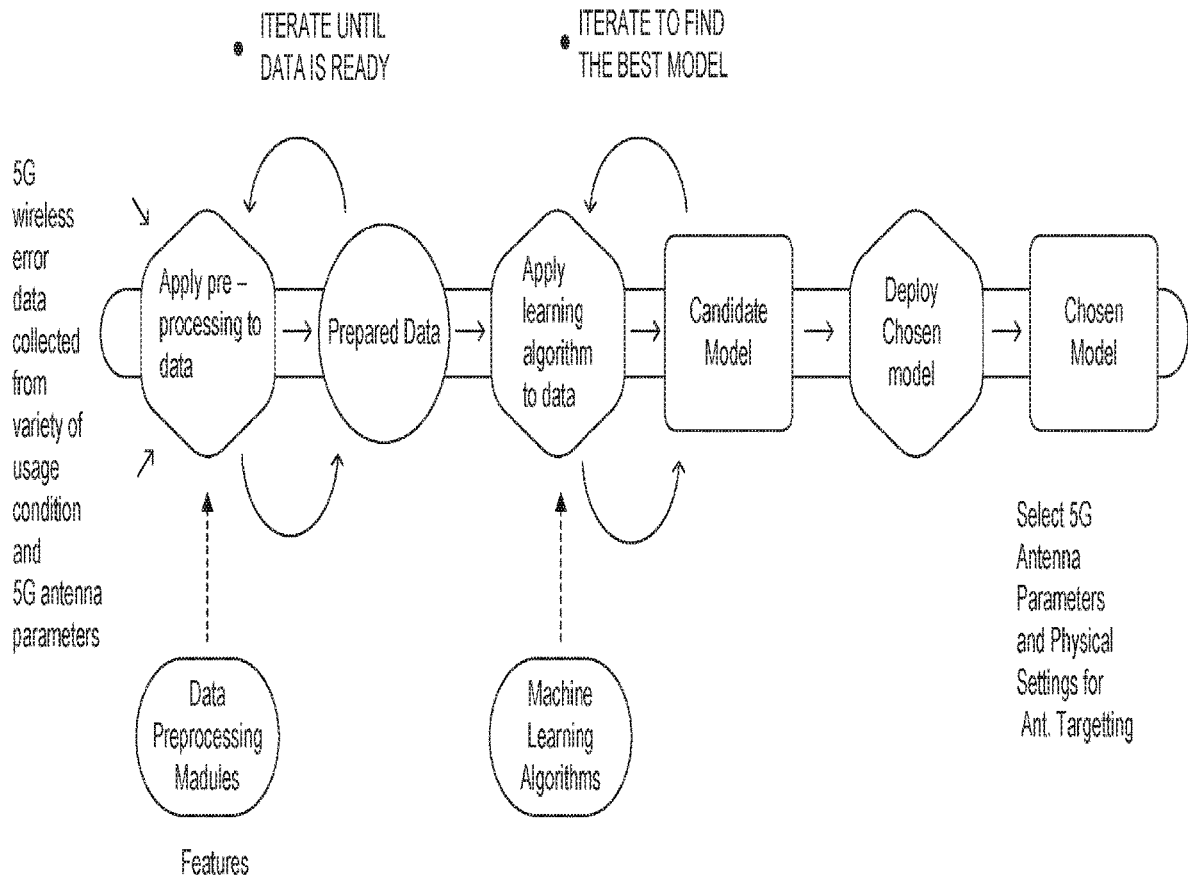 ITERATE UNTIL
DATA IS READY
ITERATE TO FIND
THE BEST MODEL
5G
wireless
error
data
collected
from
variety of
usage
condition
and
5G antenna
parameters
Apply pre –
processing to
data
Prepared Data
Apply
learning
algorithm
to data
Candidate
Model
Deploy
Chosen
model
Chosen
Model
Data
Preprocessing
Madules
Features
Machine
Learning
Algorithms
Select 5G
Antenna
Parameters
and Physical
Settings for
Ant. Targetting